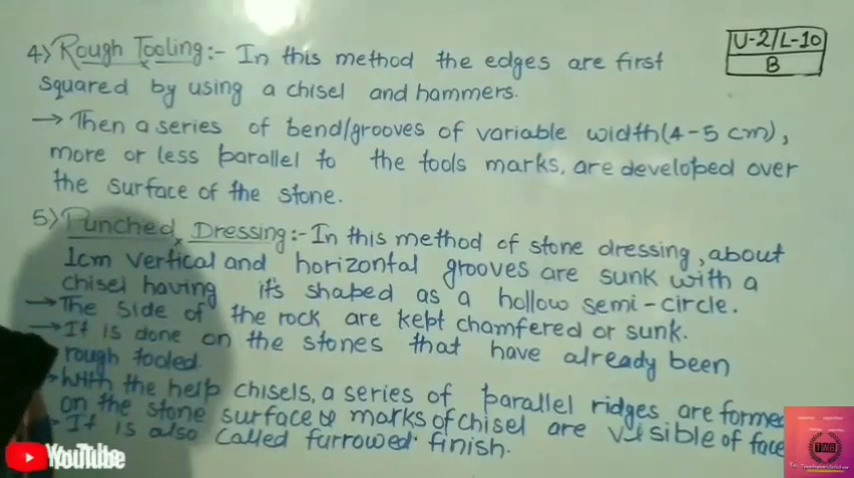 U-2/L-10
B
4) Rough Tooling:- In this method the edges are first
squared by using a chisel and hammers.
→ Then a series of bend/grooves of variable width(4-5 cm),
more or less parallel to the tools marks, are developed over
the surface of the stone.
5) Punched Dressing:- In this method of stone dressing, about
1cm vertical and horizontal grooves are sunk with a
chisel having it's shaped as a hollow semi-circle.
→ The side of the rock are kept chamfered or sunk.
→ It is done on the stones that have already been
rough tooled.
→ With the help chisels, a series of parallel ridges are formed
on the stone surface & marks of chisel are visible of face
→ It is also called furrowed finish.
YouTube
TWB